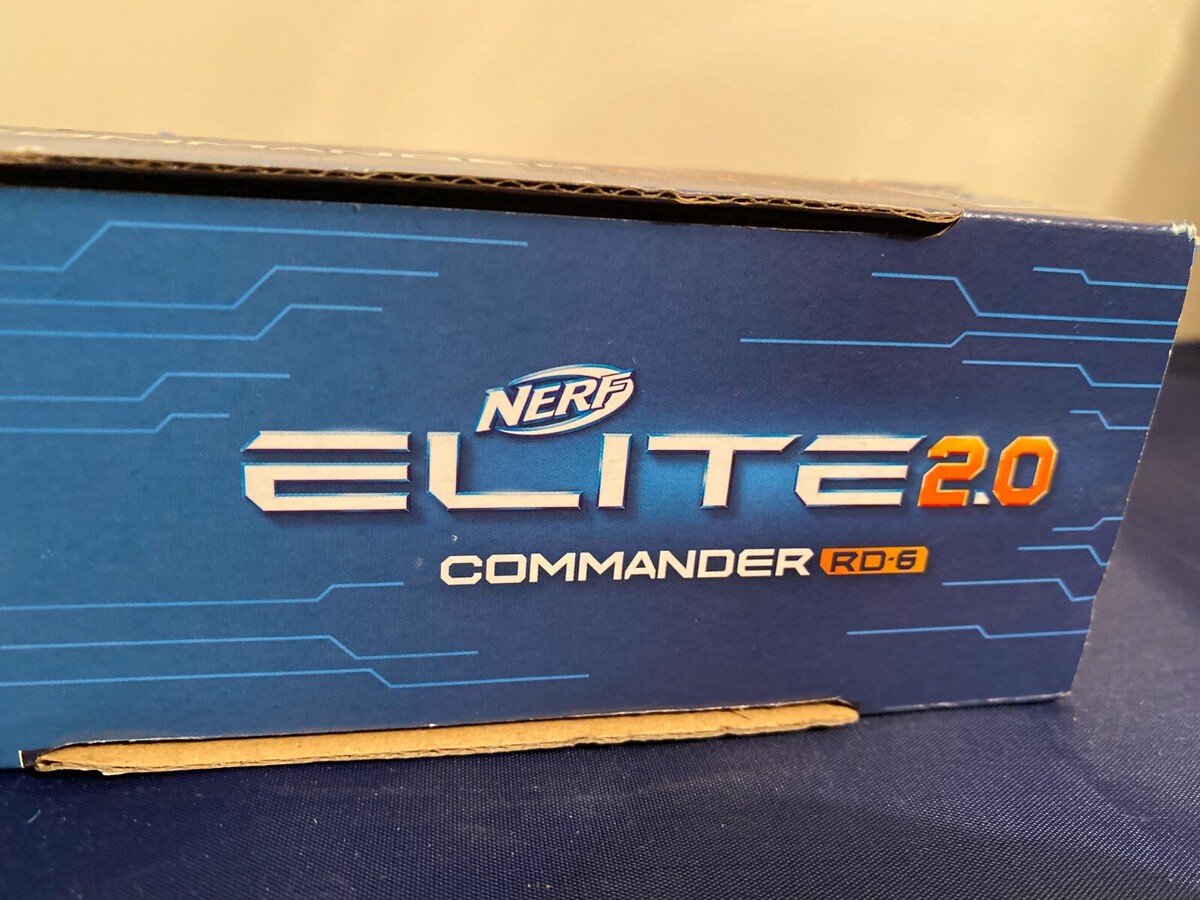 NERF
ELITE 2.0
COMMANDER RD-6